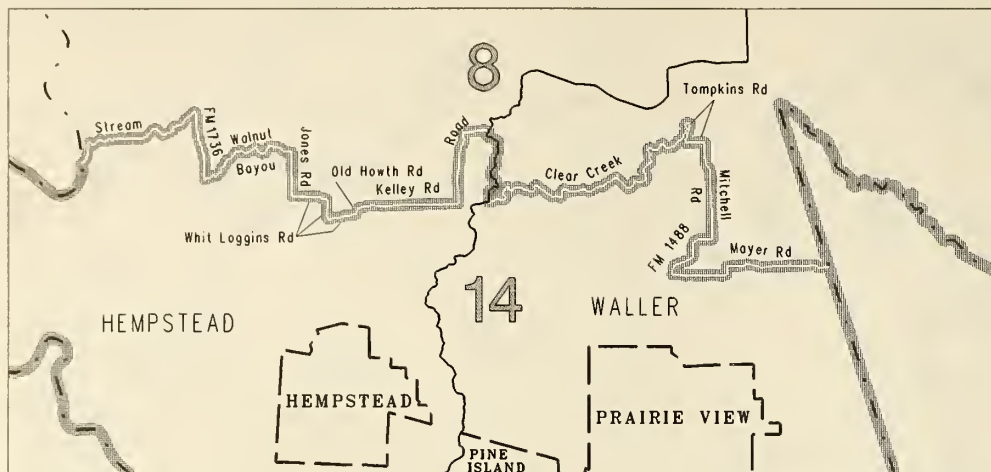 8
Tompkins Rd
Stream
FM 1736
Walnut
Bayou
Jones Rd
Old Howth Rd
Kelley Rd
Road
Clear Creek
Mitchell
Rd
Whit Loggins Rd
FM 1488
Mayer Rd
14
HEMPSTEAD
WALLER
HEMPSTEAD
PRAIRIE VIEW
PINE
ISLAND